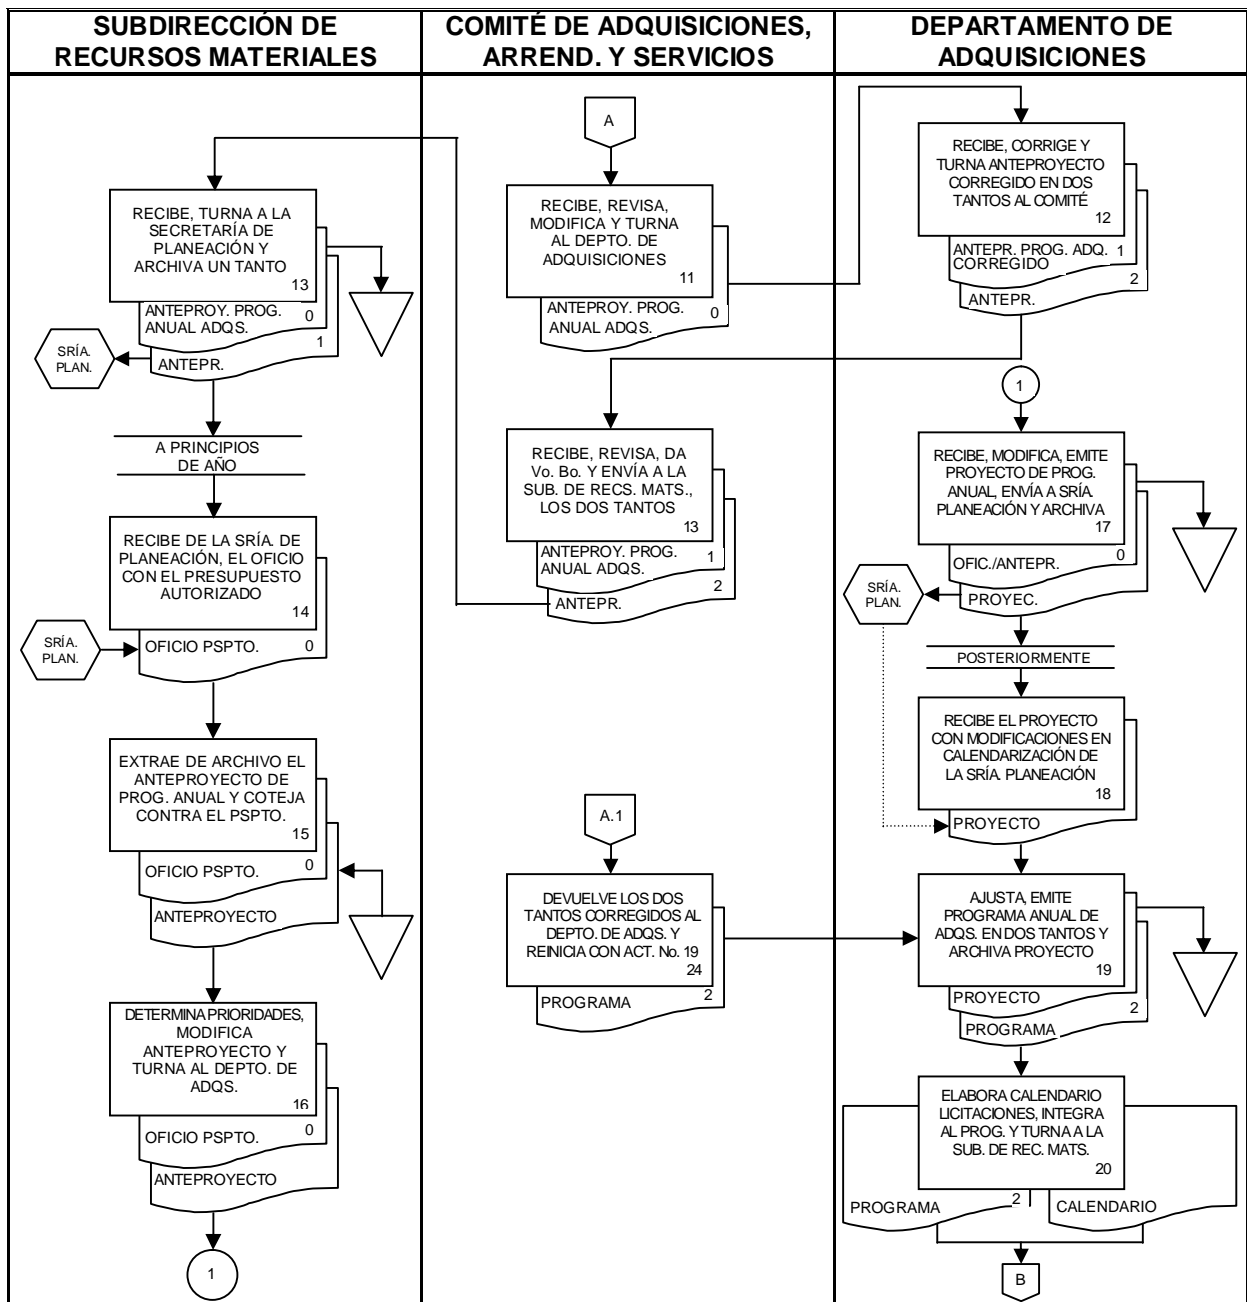 SUBDIRECCIÓN DE
RECURSOS MATERIALES
COMITÉ DE ADQUISICIONES,
ARREND. Y SERVICIOS
DEPARTAMENTO DE
ADQUISICIONES
RECIBE, TURNA A LA
SECRETARÍA DE
PLANEACIÓN Y
ARCHIVA UN TANTO
13
ANTEPROY. PROG.
ANUAL ADQS.
0
1
ANTEPR.
SRÍA.
PLAN.
A PRINCIPIOS
DE AÑO
RECIBE DE LA SRÍA. DE
PLANEACIÓN, EL OFICIO
CON EL PRESUPUESTO
AUTORIZADO
14
SRÍA.
PLAN.
OFICIO PSPTO.
0
EXTRAE DE ARCHIVO EL
ANTEPROYECTO DE
PROG. ANUAL Y COTEJA
CONTRA EL PSPTO.
15
OFICIO PSPTO.
0
ANTEPROYECTO
DETERMINA PRIORIDADES,
MODIFICA
ANTEPROYECTO Y
TURNA AL DEPTO. DE
ADQS.
16
OFICIO PSPTO.
0
ANTEPROYECTO
1
A
RECIBE, REVISA,
MODIFICA Y TURNA
AL DEPTO. DE
ADQUISICIONES
11
ANTEPROY. PROG.
ANUAL ADQS.
0
RECIBE, REVISA, DA
Vo. Bo. Y ENVÍA A LA
SUB. DE RECS. MATS.,
LOS DOS TANTOS
13
ANTEPROY. PROG.
ANUAL ADQS.
1
2
ANTEPR.
A.1
DEVUELVE LOS DOS
TANTOS CORREGIDOS AL
DEPTO. DE ADQS. Y
REINICIA CON ACT. No. 19
24
PROGRAMA
2
RECIBE, CORRIGE Y
TURNA ANTEPROYECTO
CORREGIDO EN DOS
TANTOS AL COMITÉ
12
ANTEPR. PROG. ADQ.
CORREGIDO
1
2
ANTEPR.
1
RECIBE, MODIFICA, EMITE
PROYECTO DE PROG.
ANUAL, ENVÍA A SRÍA.
PLANEACIÓN Y ARCHIVA
17
OFIC./ANTEPR.
0
SRÍA.
PLAN.
PROYEC.
POSTERIORMENTE
RECIBE EL PROYECTO
CON MODIFICACIONES EN
CALENDARIZACIÓN DE
LA SRÍA. PLANEACIÓN
18
PROYECTO
AJUSTA, EMITE
PROGRAMA ANUAL DE
ADQS. EN DOS TANTOS Y
ARCHIVA PROYECTO
19
PROYECTO
2
PROGRAMA
ELABORA CALENDARIO
LICITACIONES, INTEGRA
AL PROG. Y TURNA A LA
SUB. DE REC. MATS.
20
PROGRAMA
2
CALENDARIO
B